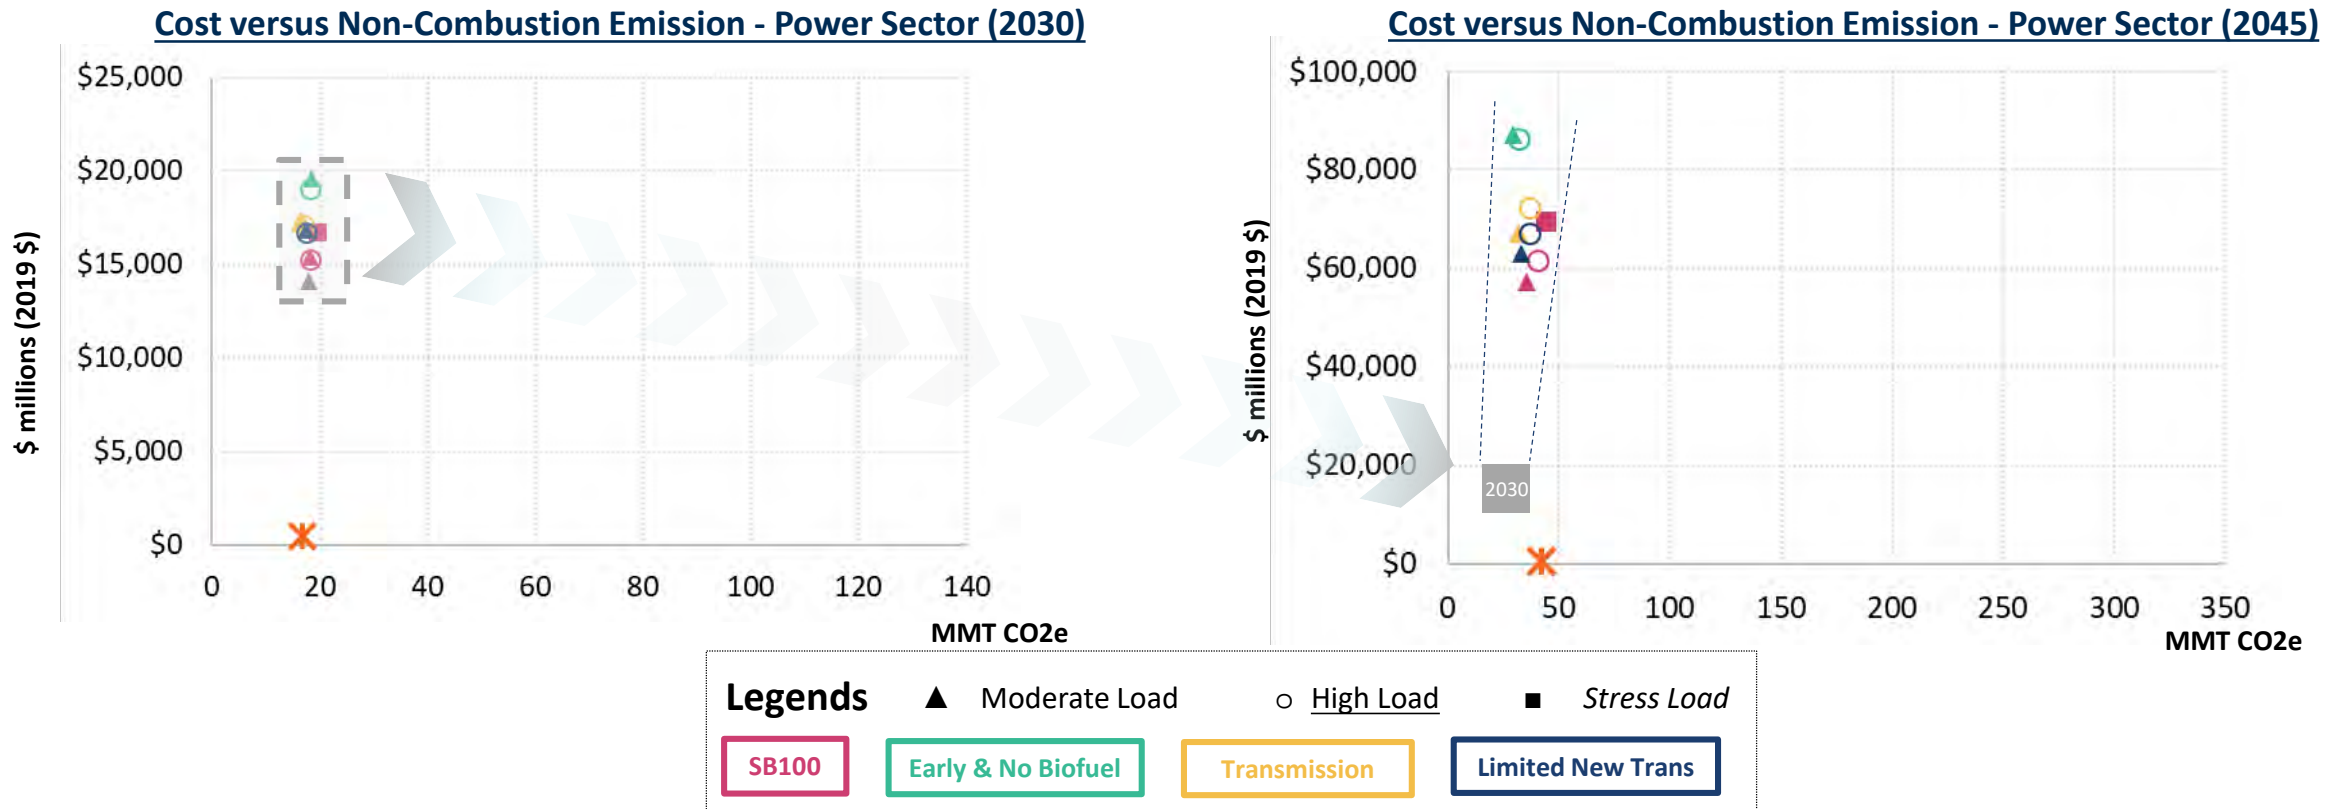 Cost versus Non-Combustion Emission - Power Sector (2030)
$25,000
$20,000
$15,000
$10,000
$5,000
$0
$ millions (2019 $)
0 20 40 60 80 100 120 140
MMT CO2e
Cost versus Non-Combustion Emission - Power Sector (2045)
$100,000
$80,000
$60,000
$40,000
$20,000
$0
$ millions (2019 $)
2030
0 50 100 150 200 250 300 350
MMT CO2e
Legends Moderate Load High Load Stress Load
SB100 Early & No Biofuel Transmission Limited New Trans